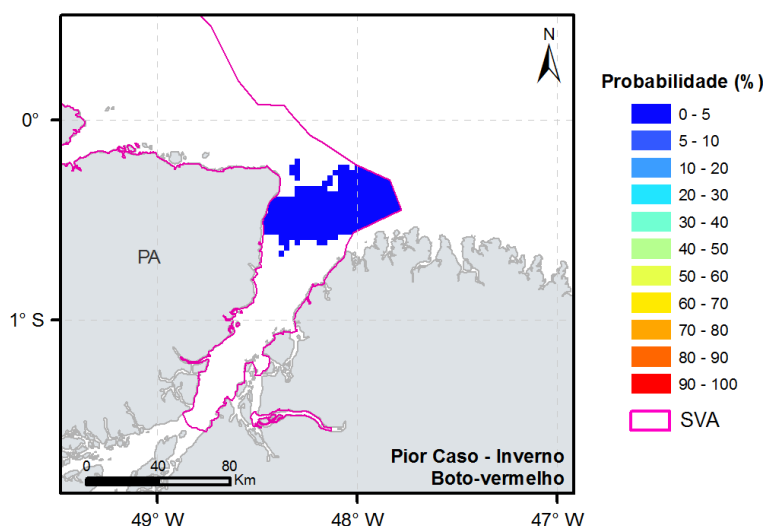 N
0°
PA
1° S
0
40
80
Km
Pior Caso - Inverno
Boto-vermelho
49° W
48° W
47° W
Probabilidade (%)
0 - 5
5 - 10
10 - 20
20 - 30
30 - 40
40 - 50
50 - 60
60 - 70
70 - 80
80 - 90
90 - 100
SVA